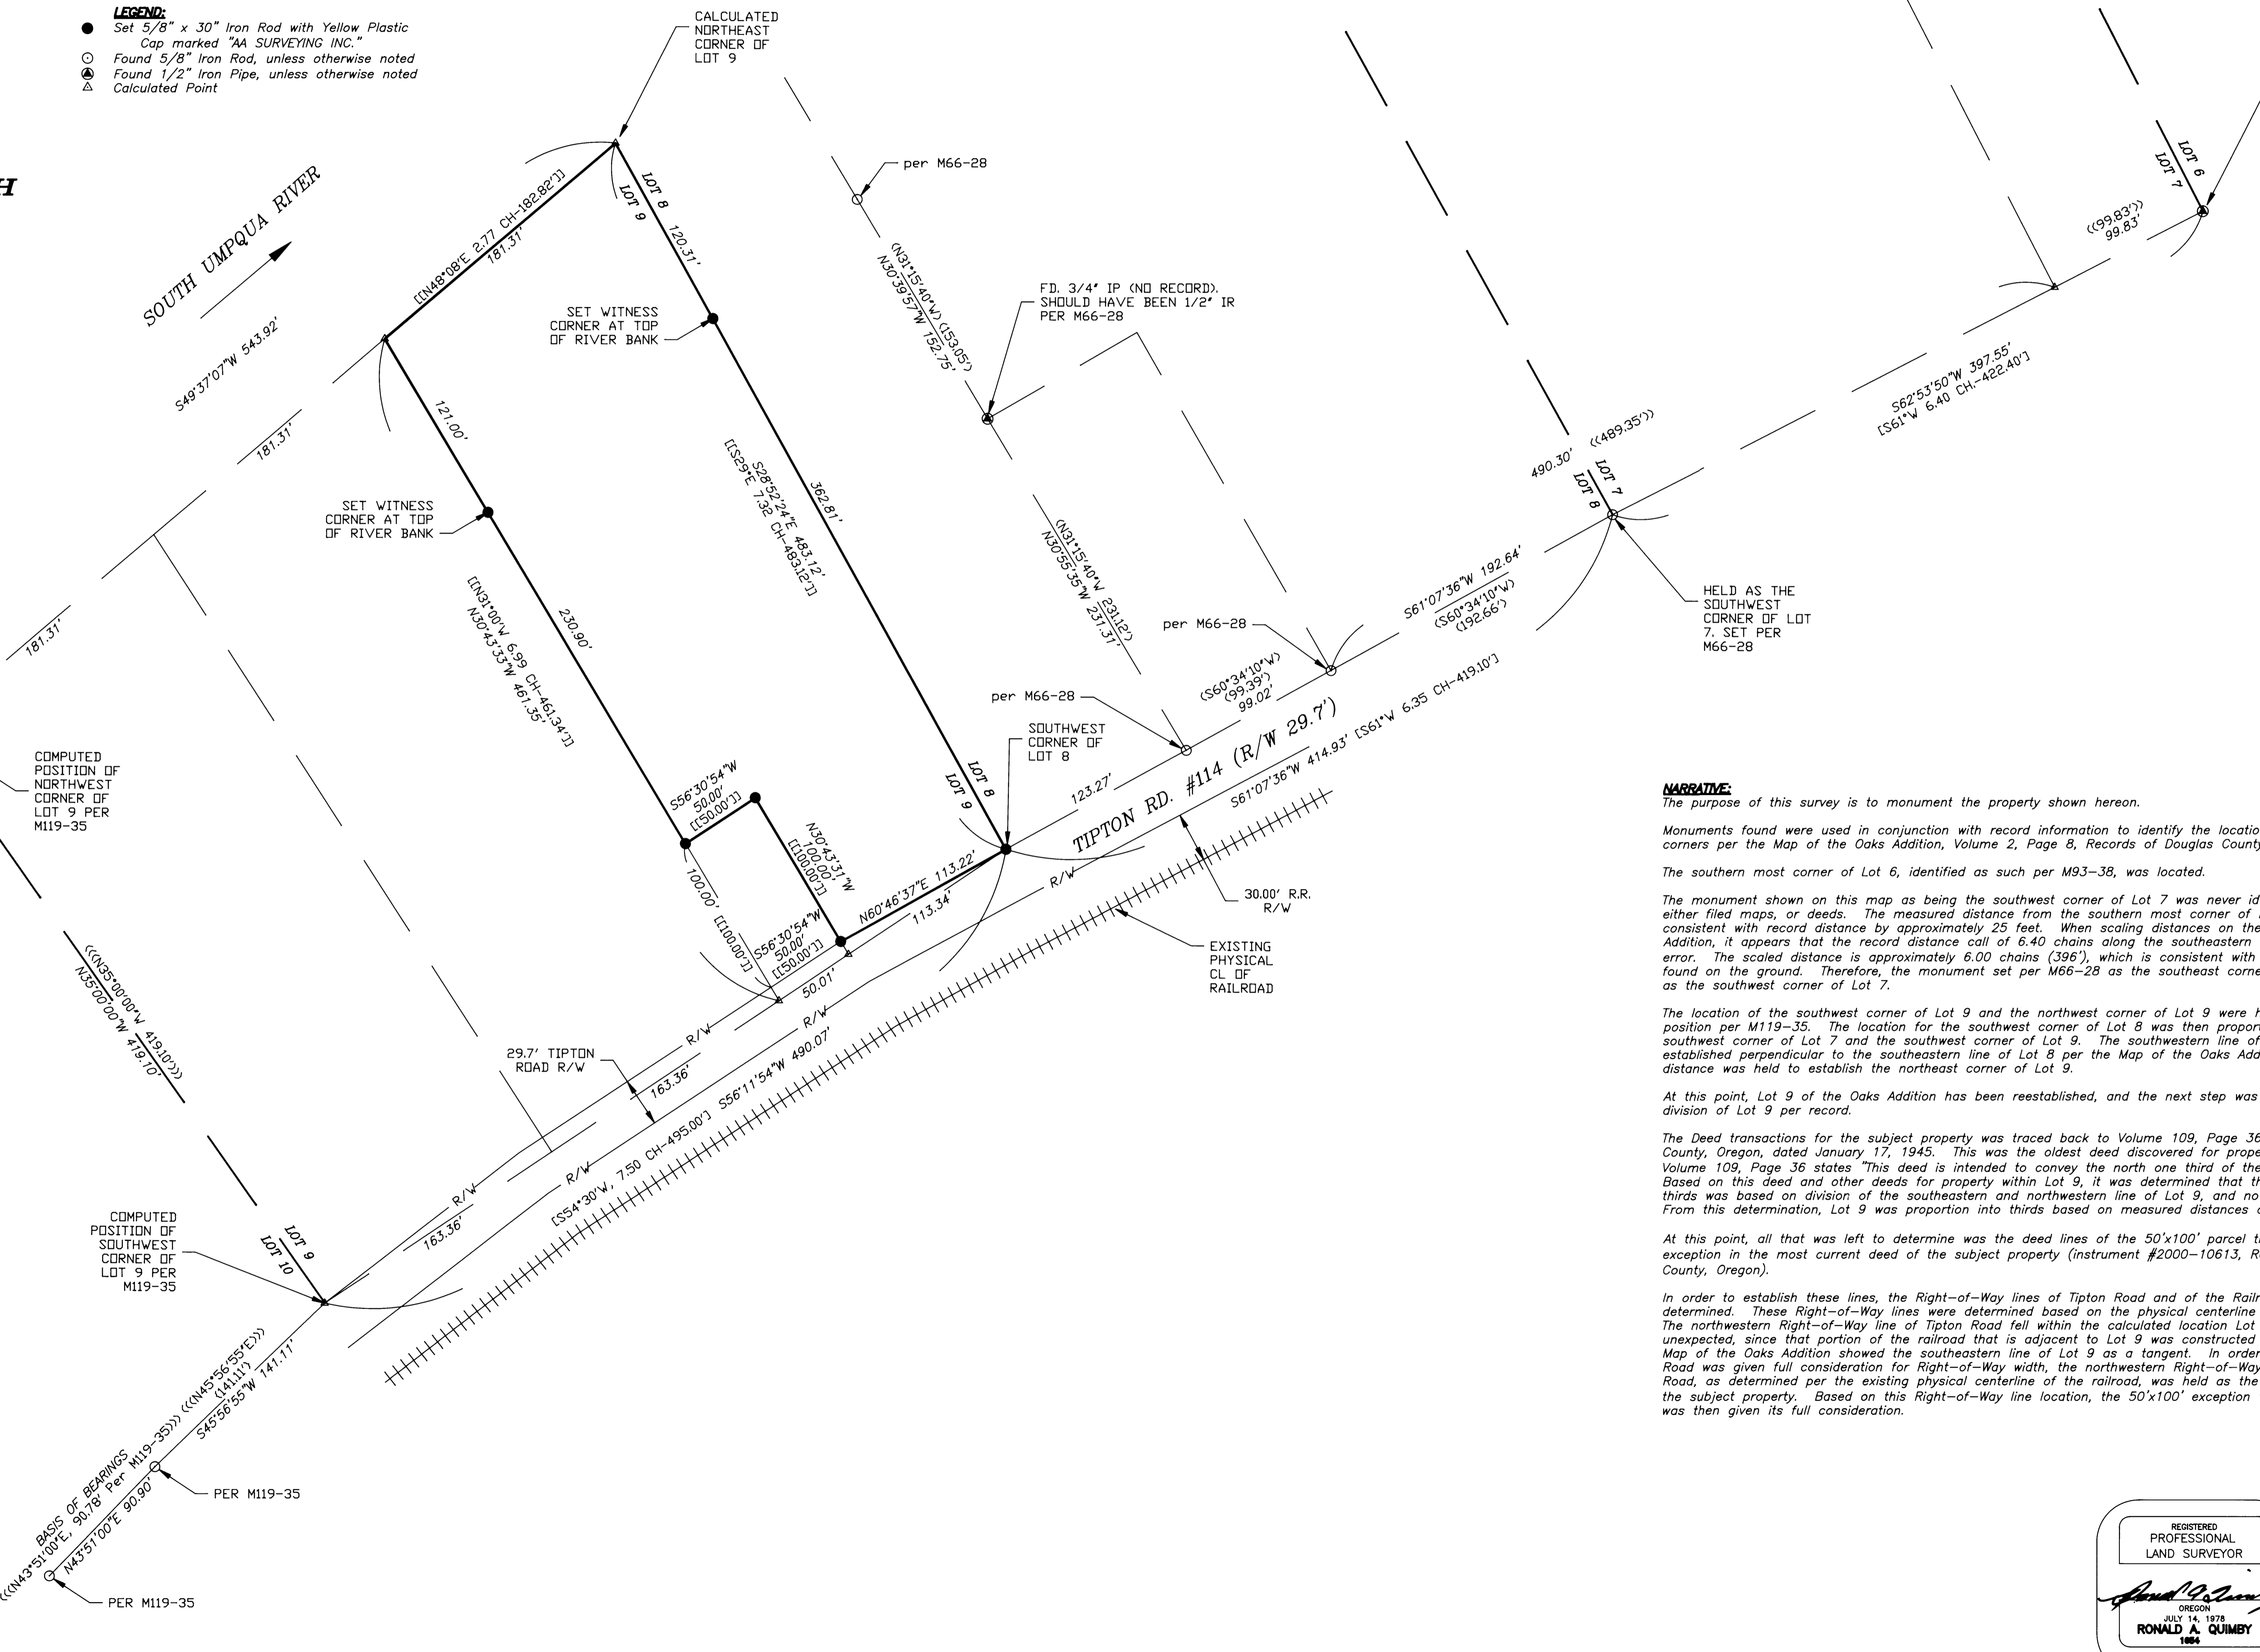 LEGEND:
Set 5/8" x 30" Iron Rod with Yellow Plastic
Cap marked "AA SURVEYING INC."
Found 5/8" Iron Rod, unless otherwise noted
Found 1/2" Iron Pipe, unless otherwise noted
Calculated Point
H
SOUTH UMPQUA RIVER
CALCULATED
NORTHEAST
CORNER OF
LOT 9
[[N48°08'E 2.77 CH-182.82']]
181.31'
LOT 8
LOT 9
120.31'
per M66-28
(N31°15'40"W) (153.05')
N30°39'57"W 152.75'
FD. 3/4" IP (NO RECORD).
SHOULD HAVE BEEN 1/2" IR
PER M66-28
LOT 6
LOT 7
((99.83'))
99.83'
S49°37'07"W 543.92'
181.31'
181.31'
SET WITNESS
CORNER AT TOP
OF RIVER BANK
SET WITNESS
CORNER AT TOP
OF RIVER BANK
121.00'
230.90'
[[N31°00'W 6.99 CH-461.34']]
N30°43'33"W 461.35'
362.81'
S28°52'24"E 483.12'
[[S29°E 7.32 CH-483.12']]
(N31°15'40"W 231.12')
N30°55'35"W 231.31'
S62°53'50"W 397.55'
[S61°W 6.40 CH.-422.40']
490.30' ((489.35'))
LOT 7
LOT 8
HELD AS THE
SOUTHWEST
CORNER OF LOT
7. SET PER
M66-28
S61°07'36"W 192.64'
(S60°34'10"W)
(192.66')
per M66-28
per M66-28
(S60°34'10"W)
(99.39')
99.02'
SOUTHWEST
CORNER OF
LOT 8
LOT 8
LOT 9
123.27'
TIPTON RD. #114 (R/W 29.7')
S61°07'36"W 414.93' [S61°W 6.35 CH-419.10']
R/W
30.00' R.R.
R/W
EXISTING
PHYSICAL
CL OF
RAILROAD
S56°30'54"W
50.00'
[[50.00']]
N30°43'31"W
100.00'
[[100.00']]
N60°46'37"E 113.22'
113.34'
100.00' [[100.00']]
S56°30'54"W
50.00'
[[50.00']]
50.01'
R/W
R/W
29.7' TIPTON
ROAD R/W
163.36'
[S54°30'W, 7.50 CH-495.00'] S56°11'54"W 490.07'
R/W
R/W
163.36'
COMPUTED
POSITION OF
NORTHWEST
CORNER OF
LOT 9 PER
M119-35
(((N35°00'00"W 419.10')))
N35°00'00"W 419.10'
LOT 9
LOT 10
COMPUTED
POSITION OF
SOUTHWEST
CORNER OF
LOT 9 PER
M119-35
(((N45°56'55"E)))
(141.11')
S45°56'55"W 141.11'
BASIS OF BEARINGS
(((N43°51'00"E, 90.78' Per M119-35)))
N43°51'00"E 90.90'
PER M119-35
PER M119-35
NARRATIVE:
The purpose of this survey is to monument the property shown hereon.
Monuments found were used in conjunction with record information to identify the locatio
corners per the Map of the Oaks Addition, Volume 2, Page 8, Records of Douglas County
The southern most corner of Lot 6, identified as such per M93-38, was located.
The monument shown on this map as being the southwest corner of Lot 7 was never id
either filed maps, or deeds. The measured distance from the southern most corner of
consistent with record distance by approximately 25 feet. When scaling distances on the
Addition, it appears that the record distance call of 6.40 chains along the southeastern
error. The scaled distance is approximately 6.00 chains (396'), which is consistent with
found on the ground. Therefore, the monument set per M66-28 as the southeast corne
as the southwest corner of Lot 7.
The location of the southwest corner of Lot 9 and the northwest corner of Lot 9 were h
position per M119-35. The location for the southwest corner of Lot 8 was then propor
southwest corner of Lot 7 and the southwest corner of Lot 9. The southwestern line of
established perpendicular to the southeastern line of Lot 8 per the Map of the Oaks Add
distance was held to establish the northeast corner of Lot 9.
At this point, Lot 9 of the Oaks Addition has been reestablished, and the next step was
division of Lot 9 per record.
The Deed transactions for the subject property was traced back to Volume 109, Page 36
County, Oregon, dated January 17, 1945. This was the oldest deed discovered for prope
Volume 109, Page 36 states "This deed is intended to convey the north one third of the
Based on this deed and other deeds for property within Lot 9, it was determined that th
thirds was based on division of the southeastern and northwestern line of Lot 9, and no
From this determination, Lot 9 was proportion into thirds based on measured distances
At this point, all that was left to determine was the deed lines of the 50'x100' parcel th
exception in the most current deed of the subject property (instrument #2000-10613, R
County, Oregon).
In order to establish these lines, the Right-of-Way lines of Tipton Road and of the Railr
determined. These Right-of-Way lines were determined based on the physical centerline
The northwestern Right-of-Way line of Tipton Road fell within the calculated location Lot
unexpected, since that portion of the railroad that is adjacent to Lot 9 was constructed
Map of the Oaks Addition showed the southeastern line of Lot 9 as a tangent. In order
Road was given full consideration for Right-of-Way width, the northwestern Right-of-Way
Road, as determined per the existing physical centerline of the railroad, was held as the
the subject property. Based on this Right-of-Way line location, the 50'x100' exception
was then given its full consideration.
REGISTERED
PROFESSIONAL
LAND SURVEYOR
OREGON
JULY 14, 1978
RONALD A. QUIMBY
1654